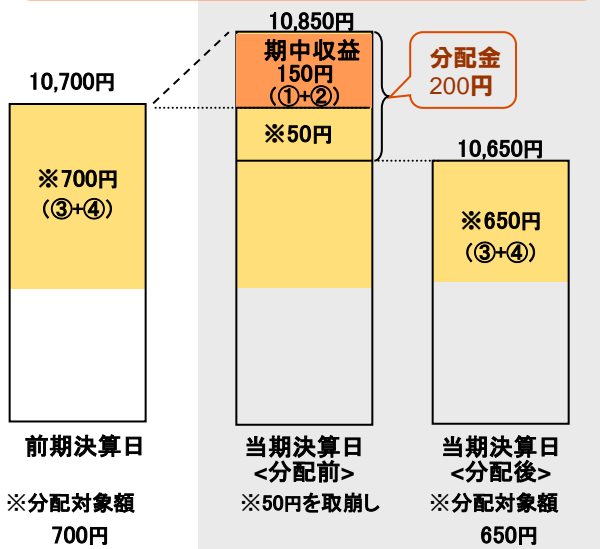 10,850円
期中収益
150円
(①+②)
分配金
200円
10,700円
※50円
10,650円
※700円
(③+④)
※650円
(③+④)
前期決算日
当期決算日
<分配前>
当期決算日
<分配後>
※分配対象額
700円
※50円を取崩し
※分配対象額
650円